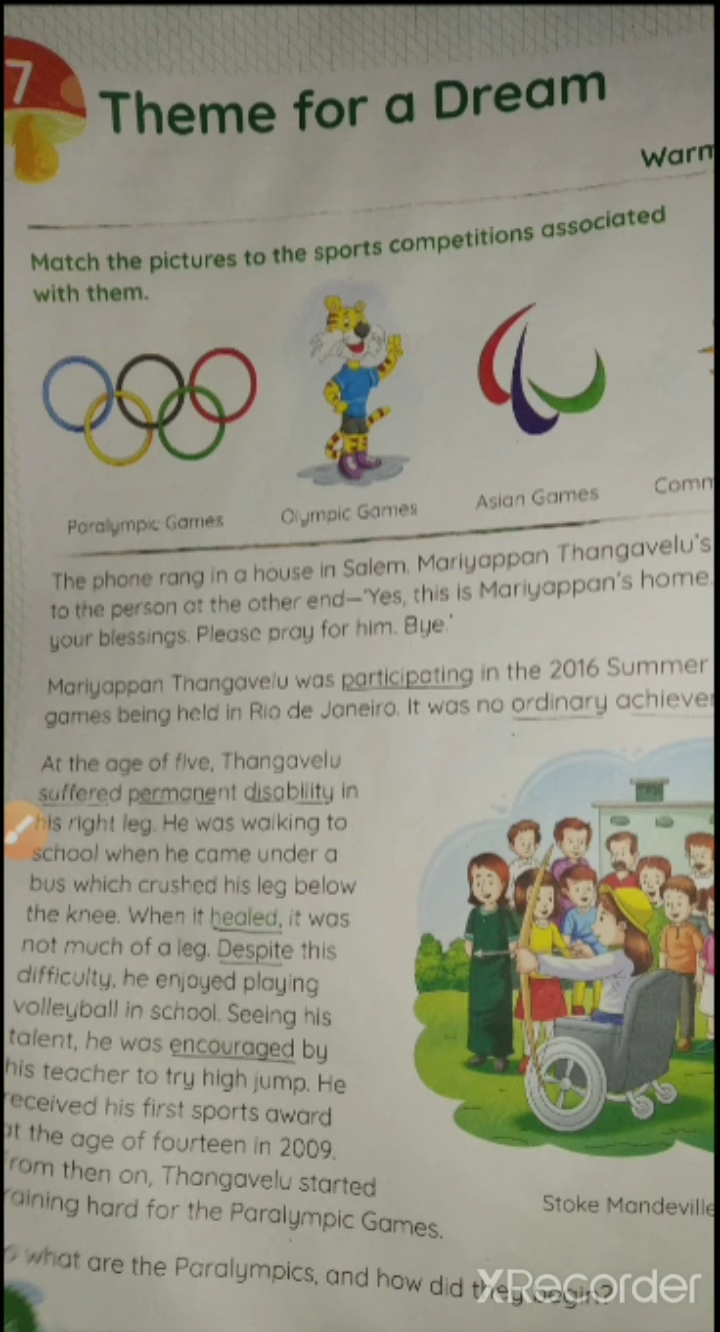 7
Theme for a Dream
Warm
Match the pictures to the sports competitions associated
with them.
Paralympic Games Olympic Games Asian Games Comm
The phone rang in a house in Salem. Mariyappan Thangavelu's
to the person at the other end—'Yes, this is Mariyappan's home.
your blessings. Please pray for him. Bye.'
Mariyappan Thangavelu was participating in the 2016 Summer
games being held in Rio de Janeiro. It was no ordinary achieve
At the age of five, Thangavelu
suffered permanent disability in
his right leg. He was walking to
school when he came under a
bus which crushed his leg below
the knee. When it healed, it was
not much of a leg. Despite this
difficulty, he enjoyed playing
volleyball in school. Seeing his
talent, he was encouraged by
his teacher to try high jump. He
received his first sports award
at the age of fourteen in 2009.
rom then on, Thangavelu started
raining hard for the Paralympic Games.
Stoke Mandeville
o what are the Paralympics, and how did they begin?
XRecorder